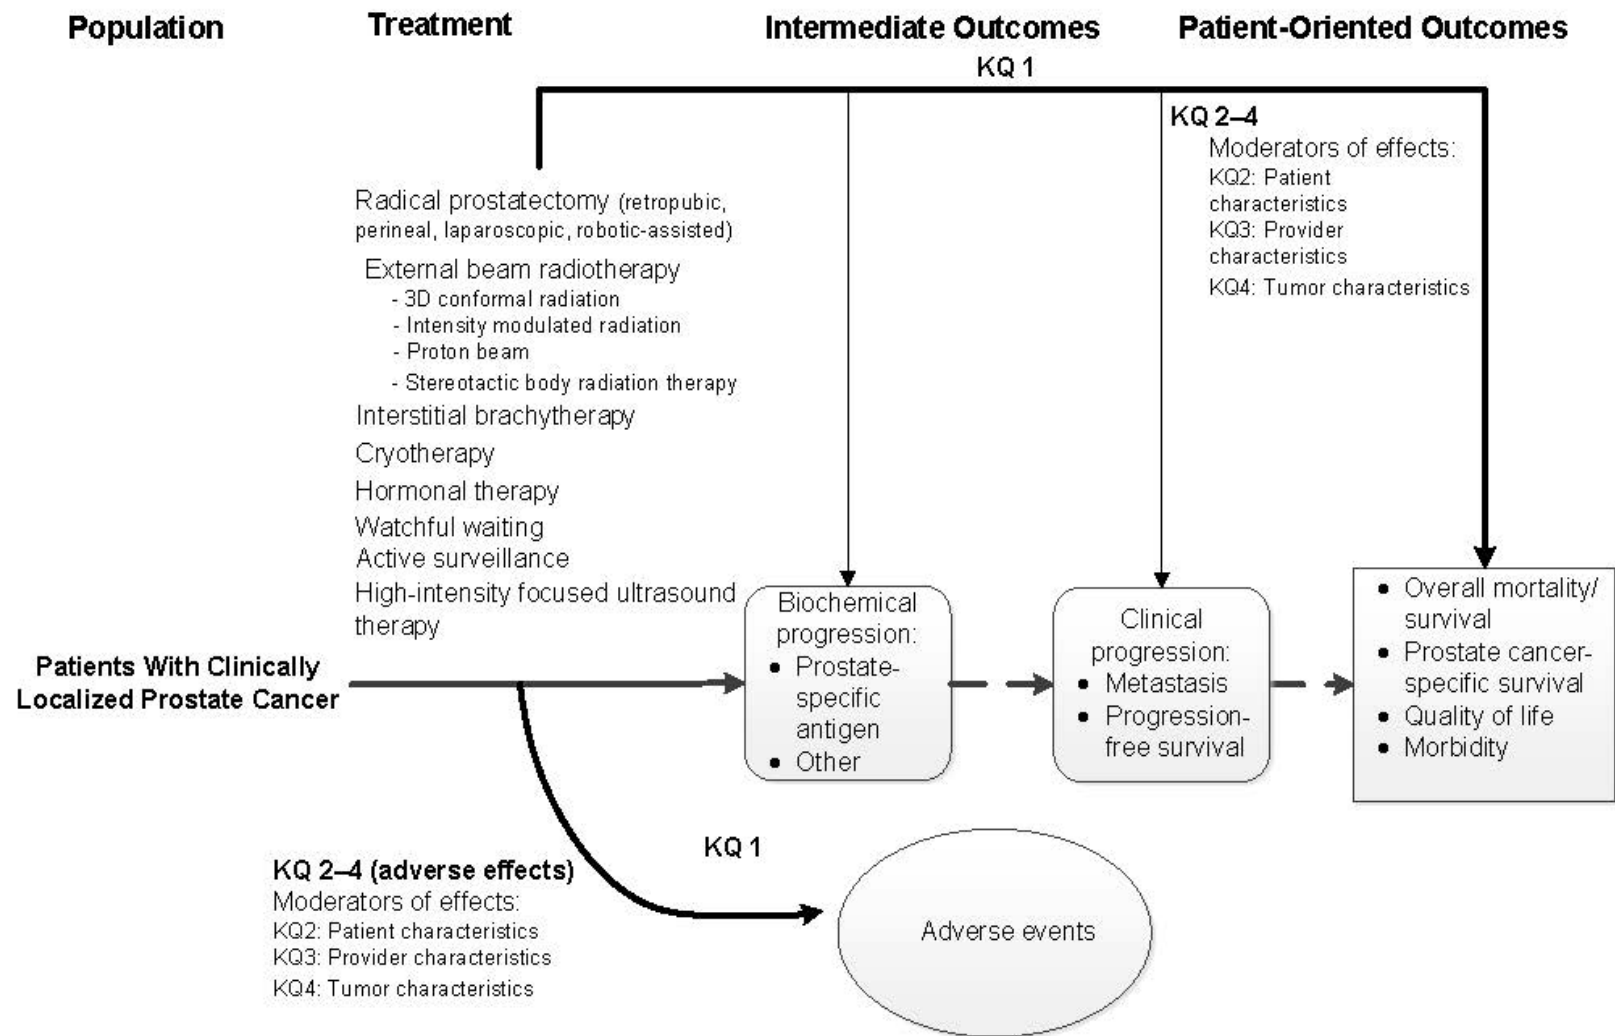 Population
Treatment
Intermediate Outcomes
Patient-Oriented Outcomes
KQ 1
KQ 2–4
Moderators of effects:
KQ2: Patient
characteristics
KQ3: Provider
characteristics
KQ4: Tumor characteristics
Radical prostatectomy (retropubic,
perineal, laparoscopic, robotic-assisted)
External beam radiotherapy
- 3D conformal radiation
- Intensity modulated radiation
- Proton beam
- Stereotactic body radiation therapy
Interstitial brachytherapy
Cryotherapy
Hormonal therapy
Watchful waiting
Active surveillance
High-intensity focused ultrasound
therapy
Patients With Clinically
Localized Prostate Cancer
Biochemical
progression:
• Prostate-
specific
antigen
• Other
Clinical
progression:
• Metastasis
• Progression-
free survival
• Overall mortality/
survival
• Prostate cancer-
specific survival
• Quality of life
• Morbidity
KQ 1
KQ 2–4 (adverse effects)
Moderators of effects:
KQ2: Patient characteristics
KQ3: Provider characteristics
KQ4: Tumor characteristics
Adverse events